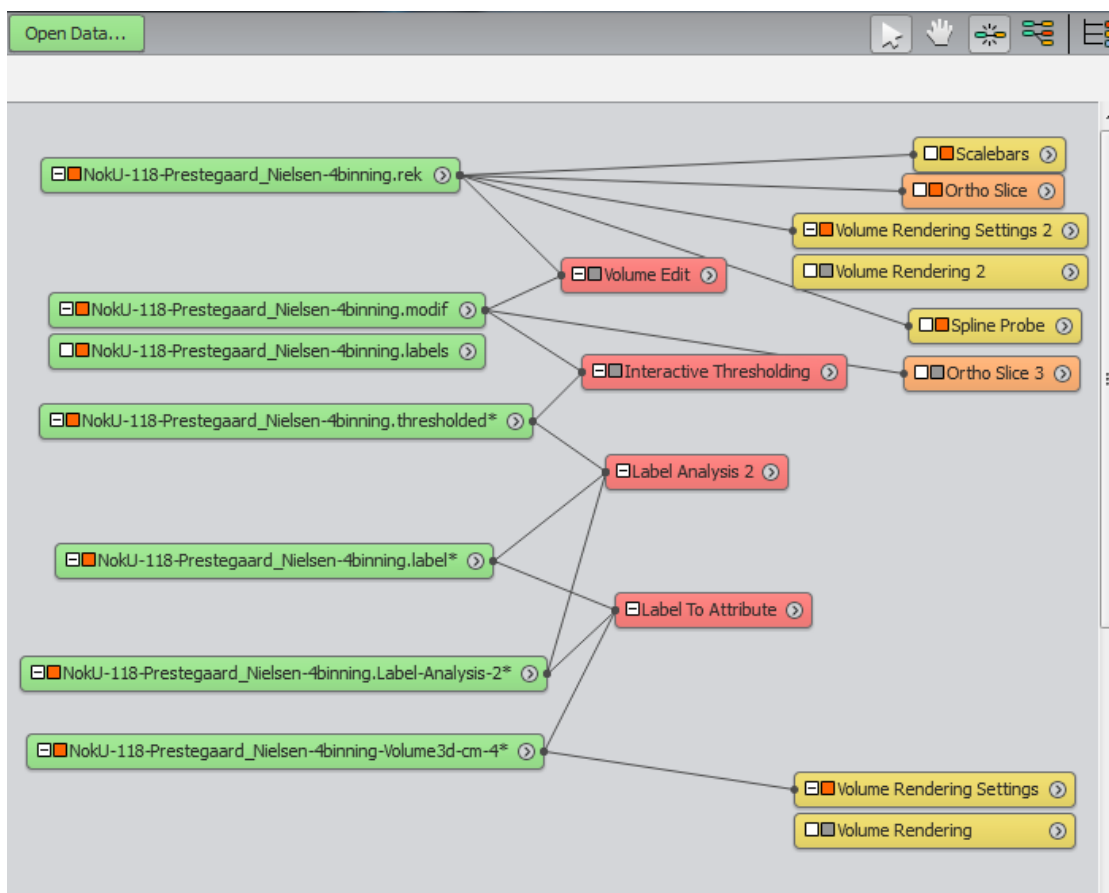 Open Data...
Scalebars
NokU-118-Prestegaard_Nielsen-4binning.rek
Ortho Slice
Volume Rendering Settings 2
Volume Edit
Volume Rendering 2
NokU-118-Prestegaard_Nielsen-4binning.modif
Spline Probe
NokU-118-Prestegaard_Nielsen-4binning.labels
Interactive Thresholding
Ortho Slice 3
NokU-118-Prestegaard_Nielsen-4binning.thresholded*
Label Analysis 2
NokU-118-Prestegaard_Nielsen-4binning.label*
Label To Attribute
NokU-118-Prestegaard_Nielsen-4binning.Label-Analysis-2*
NokU-118-Prestegaard_Nielsen-4binning-Volume3d-cm-4*
Volume Rendering Settings
Volume Rendering